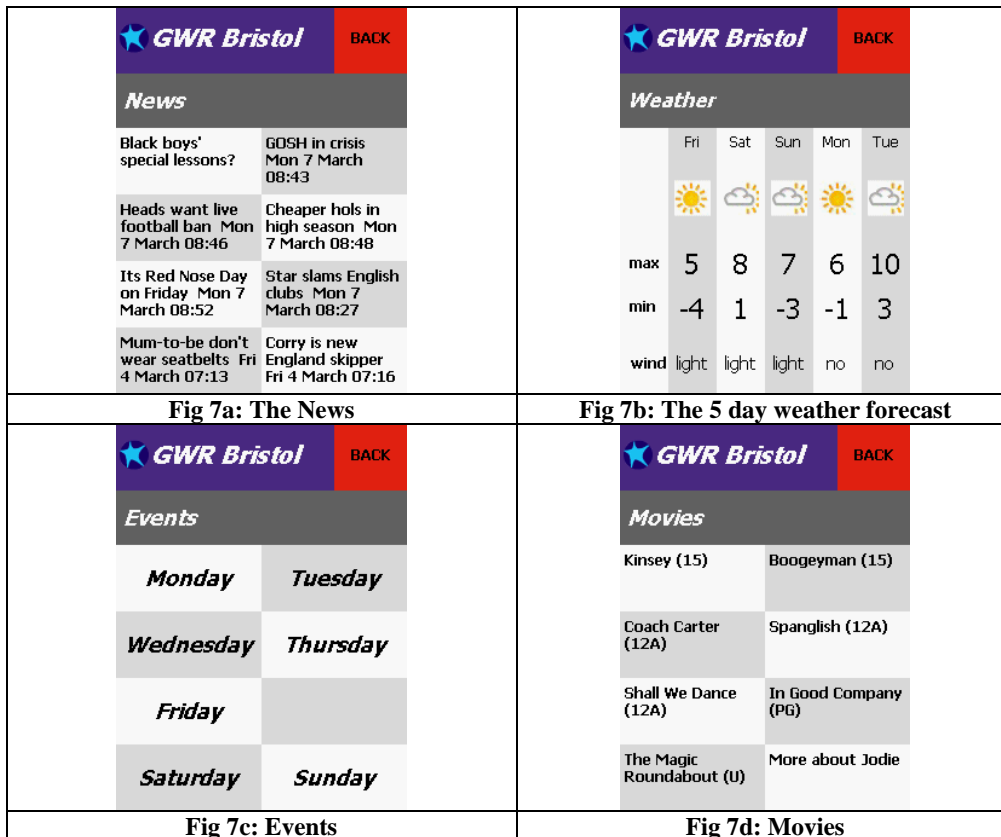 GWR Bristol BACK
News
Black boys'
special lessons?
GOSH in crisis
Mon 7 March
08:43
Heads want live
football ban Mon
7 March 08:46
Cheaper hols in
high season Mon
7 March 08:48
Its Red Nose Day
on Friday Mon 7
March 08:52
Star slams English
clubs Mon 7
March 08:27
Mum-to-be don't
wear seatbelts Fri
4 March 07:13
Corry is new
England skipper
Fri 4 March 07:16
Fig 7a: The News
GWR Bristol BACK
Weather
Fri Sat Sun Mon Tue
max 5 8 7 6 10
min -4 1 -3 -1 3
wind light light light no no
Fig 7b: The 5 day weather forecast
GWR Bristol BACK
Events
Monday Tuesday
Wednesday Thursday
Friday
Saturday Sunday
Fig 7c: Events
GWR Bristol BACK
Movies
Kinsey (15)
Boogeyman (15)
Coach Carter
(12A)
Spanglish (12A)
Shall We Dance
(12A)
In Good Company
(PG)
The Magic
Roundabout (U)
More about Jodie
Fig 7d: Movies